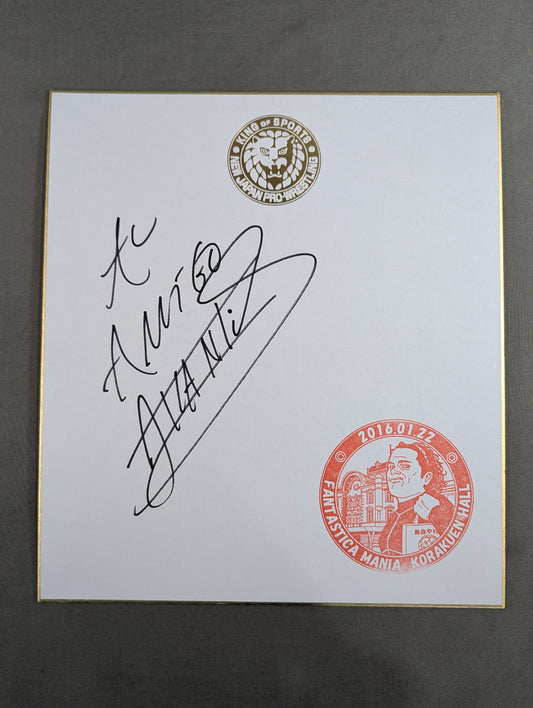 KING OF SPORTS
NEW JAPAN PRO-WRESTLING
AMIGO
2016.01.22
FANTASTICA MANIA KORAKUEN HALL